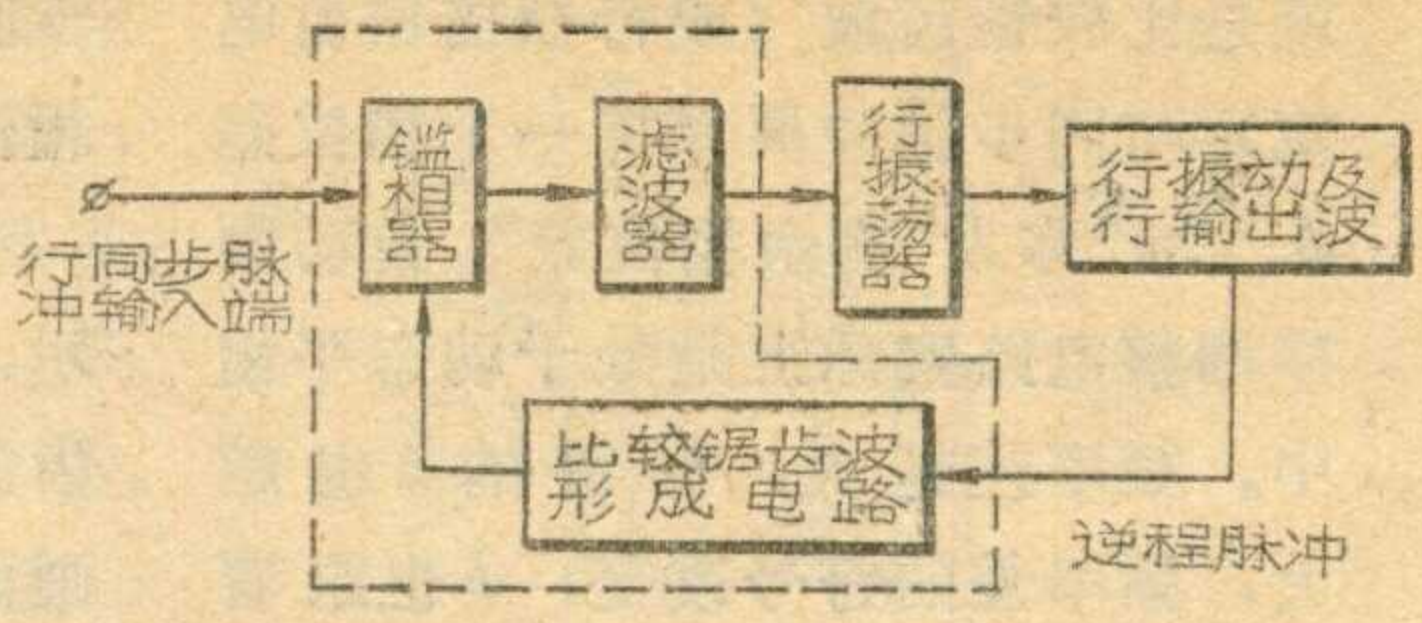 鑑
相
器
滤
波
器
行
振
荡
器
行振动及
行输出波
行同步脉
冲输入端
比较锯齿波
形成电路
逆程脉冲